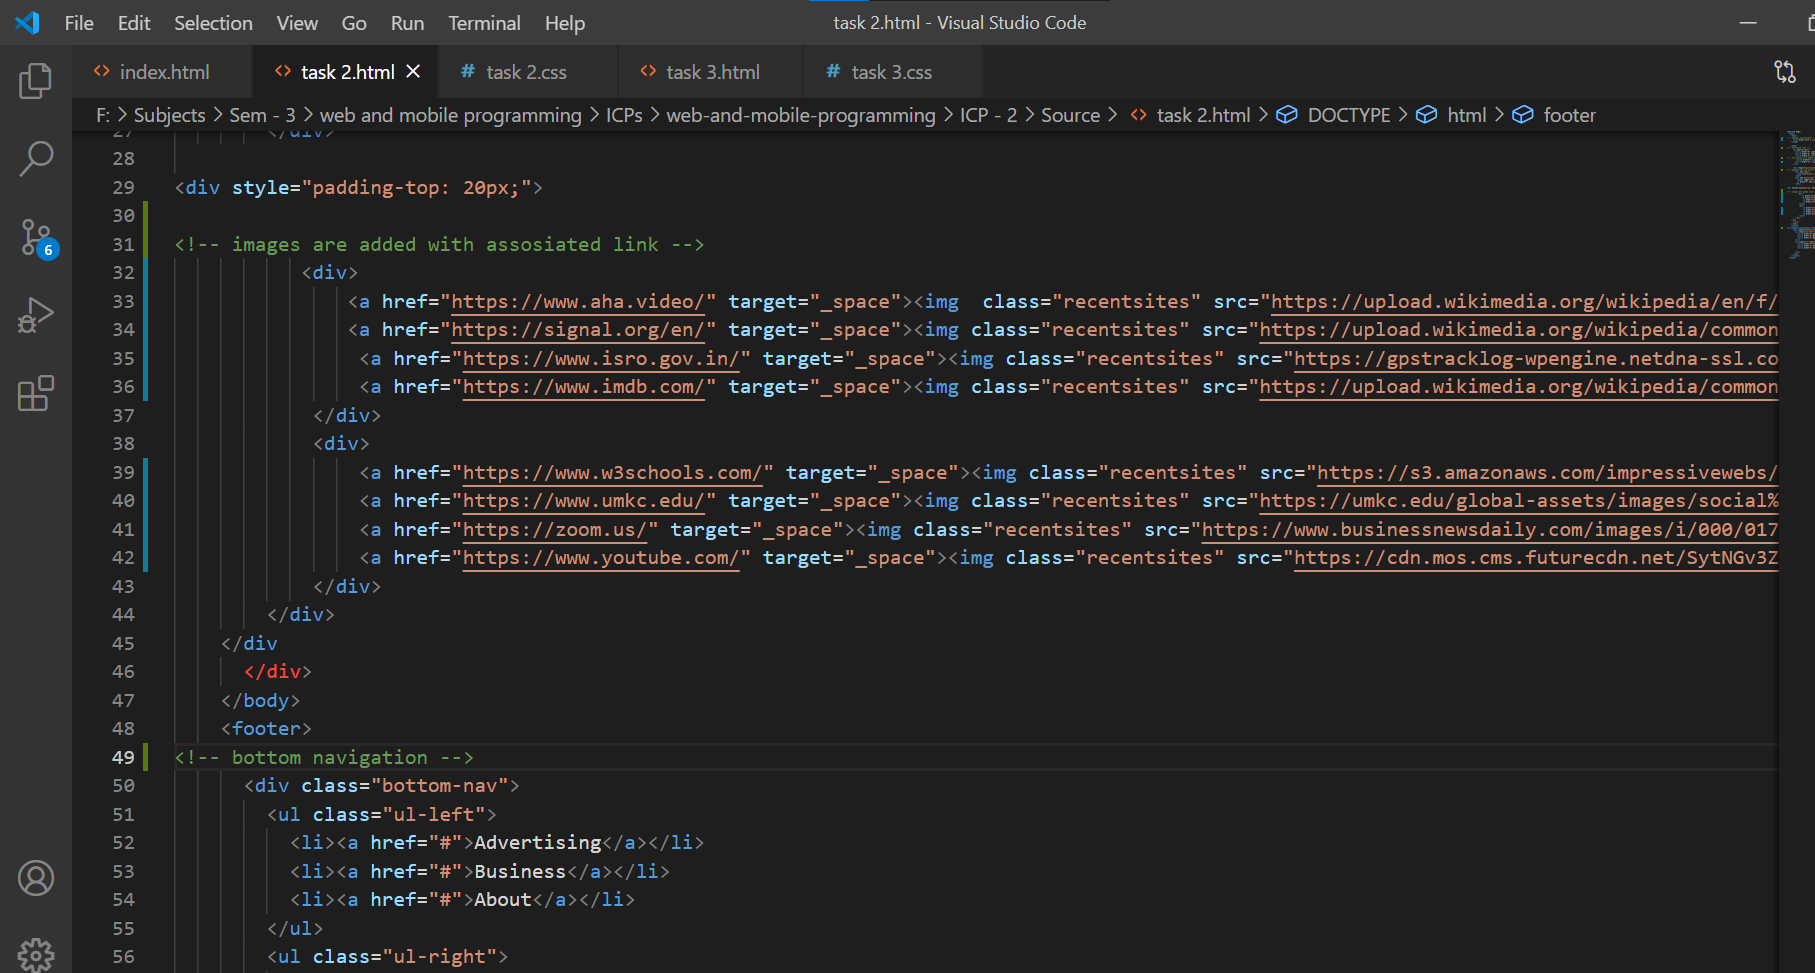 File Edit Selection View Go Run Terminal Help task 2.html - Visual Studio Code
index.html task 2.html task 2.css task 3.html task 3.css
F: > Subjects > Sem - 3 > web and mobile programming > ICPs > web-and-mobile-programming > ICP - 2 > Source > task 2.html > DOCTYPE > html > footer
27 </div>
28
29 <div style="padding-top: 20px;">
30
31 <!-- images are added with assosiated link -->
32 <div>
33 <a href="https://www.aha.video/" target="_space"><img  class="recentsites" src="https://upload.wikimedia.org/wikipedia/en/f/
34 <a href="https://signal.org/en/" target="_space"><img class="recentsites" src="https://upload.wikimedia.org/wikipedia/common
35 <a href="https://www.isro.gov.in/" target="_space"><img class="recentsites" src="https://gpstracklog-wpengine.netdna-ssl.co
36 <a href="https://www.imdb.com/" target="_space"><img class="recentsites" src="https://upload.wikimedia.org/wikipedia/common
37 </div>
38 <div>
39 <a href="https://www.w3schools.com/" target="_space"><img class="recentsites" src="https://s3.amazonaws.com/impressivewebs/
40 <a href="https://www.umkc.edu/" target="_space"><img class="recentsites" src="https://umkc.edu/global-assets/images/social%
41 <a href="https://zoom.us/" target="_space"><img class="recentsites" src="https://www.businessnewsdaily.com/images/i/000/017
42 <a href="https://www.youtube.com/" target="_space"><img class="recentsites" src="https://cdn.mos.cms.futurecdn.net/SytNGv3Z
43 </div>
44 </div>
45 </div
46 </div>
47 </body>
48 <footer>
49 <!-- bottom navigation -->
50 <div class="bottom-nav">
51 <ul class="ul-left">
52 <li><a href="#">Advertising</a></li>
53 <li><a href="#">Business</a></li>
54 <li><a href="#">About</a></li>
55 </ul>
56 <ul class="ul-right">
6